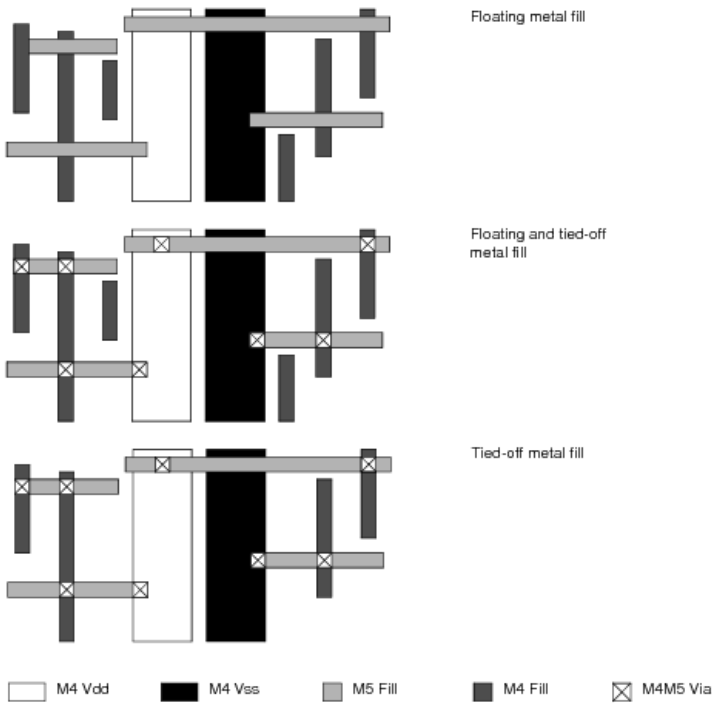 Floating metal fill
Floating and tied-off
metal fill
Tied-off metal fill
M4 Vdd
M4 Vss
M5 Fill
M4 Fill
M4M5 Via